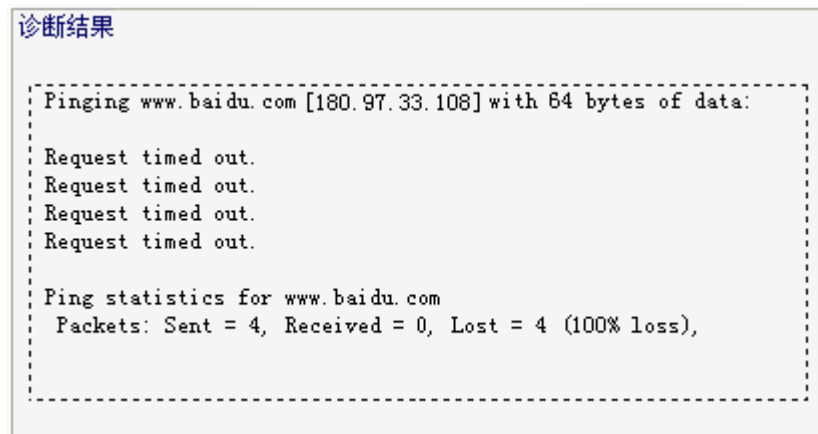 诊断结果
Pinging www.baidu.com [180.97.33.108] with 64 bytes of data:
Request timed out.
Request timed out.
Request timed out.
Request timed out.
Ping statistics for www.baidu.com
Packets: Sent = 4, Received = 0, Lost = 4 (100% loss),